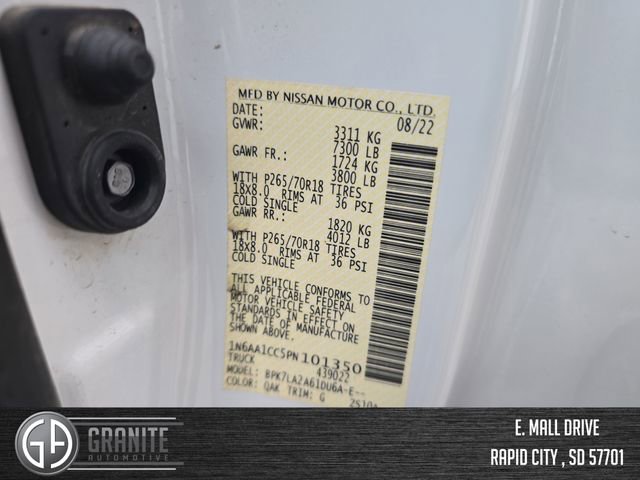 MFD BY NISSAN MOTOR CO., LTD.
DATE: 08/22
GVWR: 3311 KG
7300 LB
GAWR FR.: 1724 KG
3800 LB
WITH P265/70R18 TIRES
18X8.0 RIMS AT 36 PSI
COLD SINGLE
GAWR RR.: 1820 KG
4012 LB
WITH P265/70R18 TIRES
18X8.0 RIMS AT 36 PSI
COLD SINGLE
THIS VEHICLE CONFORMS TO
ALL APPLICABLE FEDERAL
MOTOR VEHICLE SAFETY
STANDARDS IN EFFECT ON
THE DATE OF MANUFACTURE
SHOWN ABOVE.
1N6AA1CC5PN101350
TRUCK 439022
MODEL: BPK7LA2A61DU6A-E--
COLOR: QAK TRIM: G
GA GRANITE
AUTOMOTIVE
E. MALL DRIVE
RAPID CITY , SD 57701